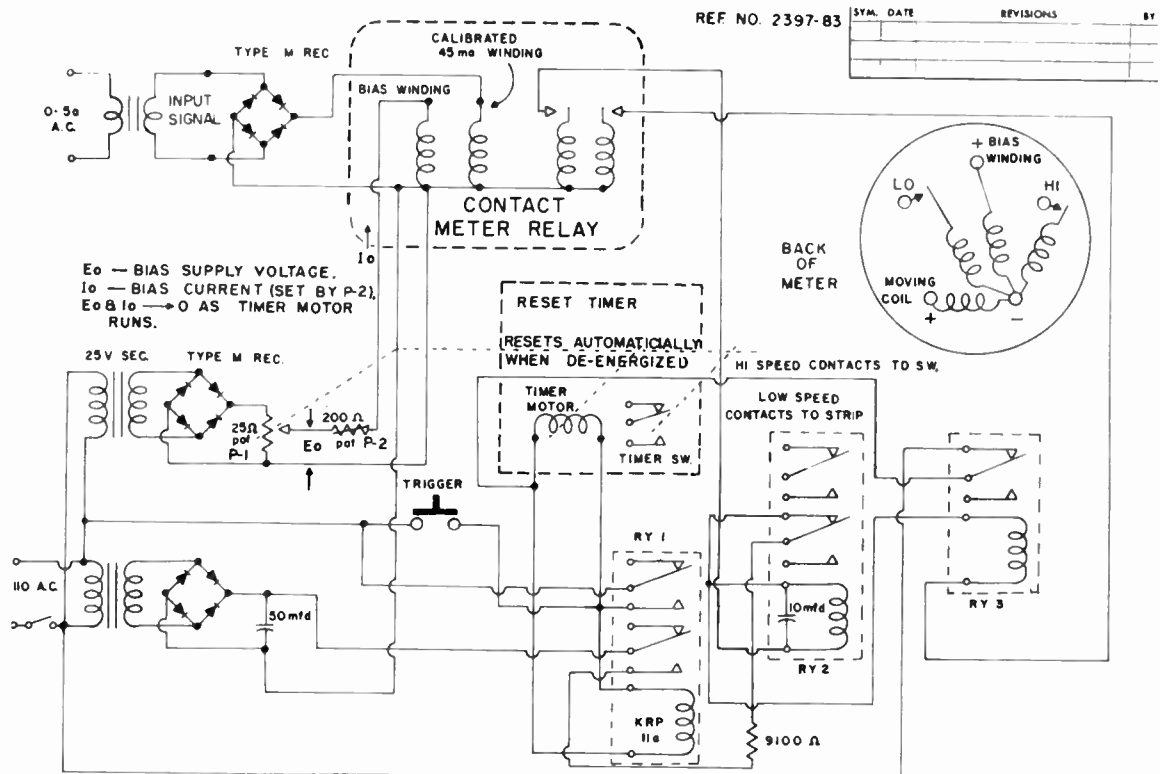 REF NO. 2397-83
SYM. DATE REVISIONS BY
TYPE M REC
CALIBRATED
45 ma WINDING
BIAS WINDING
INPUT
SIGNAL
0-5a
A.C.
CONTACT
METER RELAY
Io
+ BIAS
WINDING
LO
HI
BACK
OF
METER
MOVING
COIL
+
−
Eo — BIAS SUPPLY VOLTAGE.
Io — BIAS CURRENT (SET BY P-2),
Eo & Io → O AS TIMER MOTOR
RUNS.
RESET TIMER
RESETS AUTOMATICIALLY
WHEN DE-ENERGIZED
25V SEC.
TYPE M REC.
HI SPEED CONTACTS TO SW,
LOW SPEED
CONTACTS TO STRIP
TIMER
MOTOR,
TIMER SW.
25Ω
pot
P-1
Eo
200 Ω
pot P-2
TRIGGER
RY 1
110 A.C.
50 mfd
10mfd
RY 2
RY 3
KRP
11a
9100 Ω